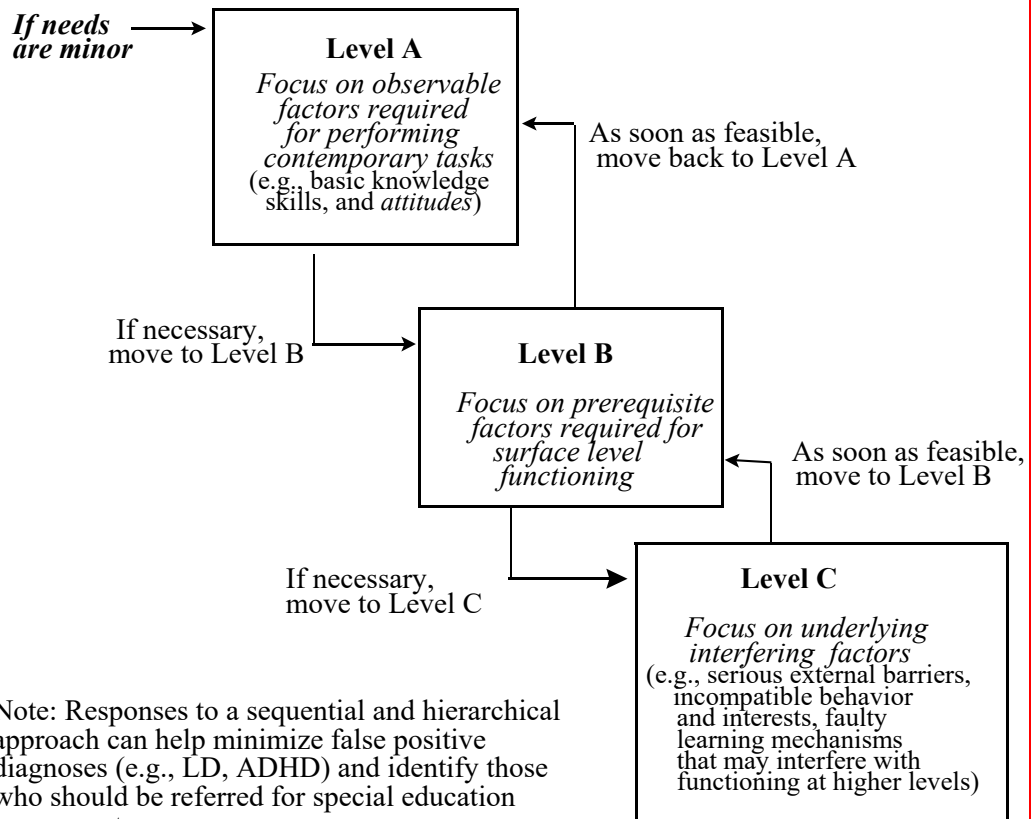 If needs
are minor
Level A
Focus on observable
factors required
for performing
contemporary tasks
(e.g., basic knowledge
skills, and attitudes)
As soon as feasible,
move back to Level A
If necessary,
move to Level B
Level B
Focus on prerequisite
factors required for
surface level
functioning
As soon as feasible,
move to Level B
If necessary,
move to Level C
Level C
Focus on underlying
interfering factors
(e.g., serious external barriers,
incompatible behavior
and interests, faulty
learning mechanisms
that may interfere with
functioning at higher levels)
Note: Responses to a sequential and hierarchical
approach can help minimize false positive
diagnoses (e.g., LD, ADHD) and identify those
who should be referred for special education